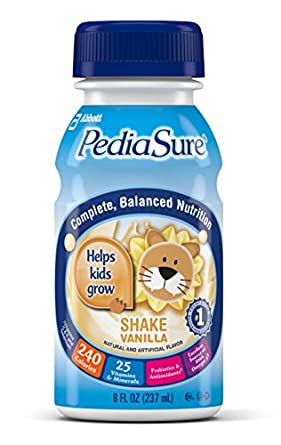 Abbott
PediaSure®
Complete, Balanced Nutrition
Helps
kids
grow
#1
SHAKE
VANILLA
NATURAL AND ARTIFICIAL FLAVOR
240
Calories
25
Vitamins
& Minerals
Prebiotics &
Antioxidants*
8 FL OZ (237 mL)